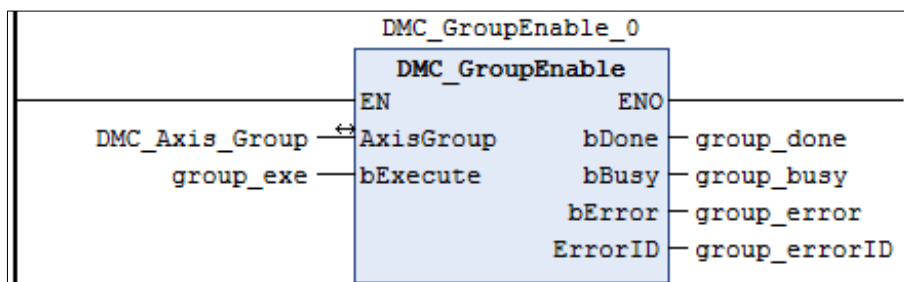 DMC_GroupEnable_0
DMC_GroupEnable
EN ENO
DMC_Axis_Group AxisGroup bDone group_done
group_exe bExecute bBusy group_busy
bError group_error
ErrorID group_errorID